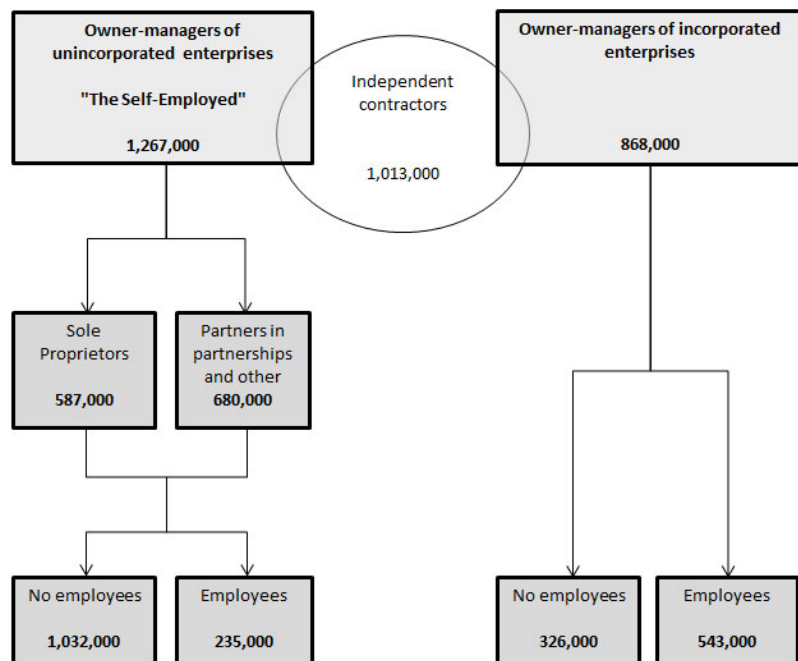 Owner-managers of
unincorporated enterprises
"The Self-Employed"
1,267,000
Independent
contractors
1,013,000
Owner-managers of incorporated
enterprises
868,000
Sole
Proprietors
587,000
Partners in
partnerships
and other
680,000
No employees
1,032,000
Employees
235,000
No employees
326,000
Employees
543,000